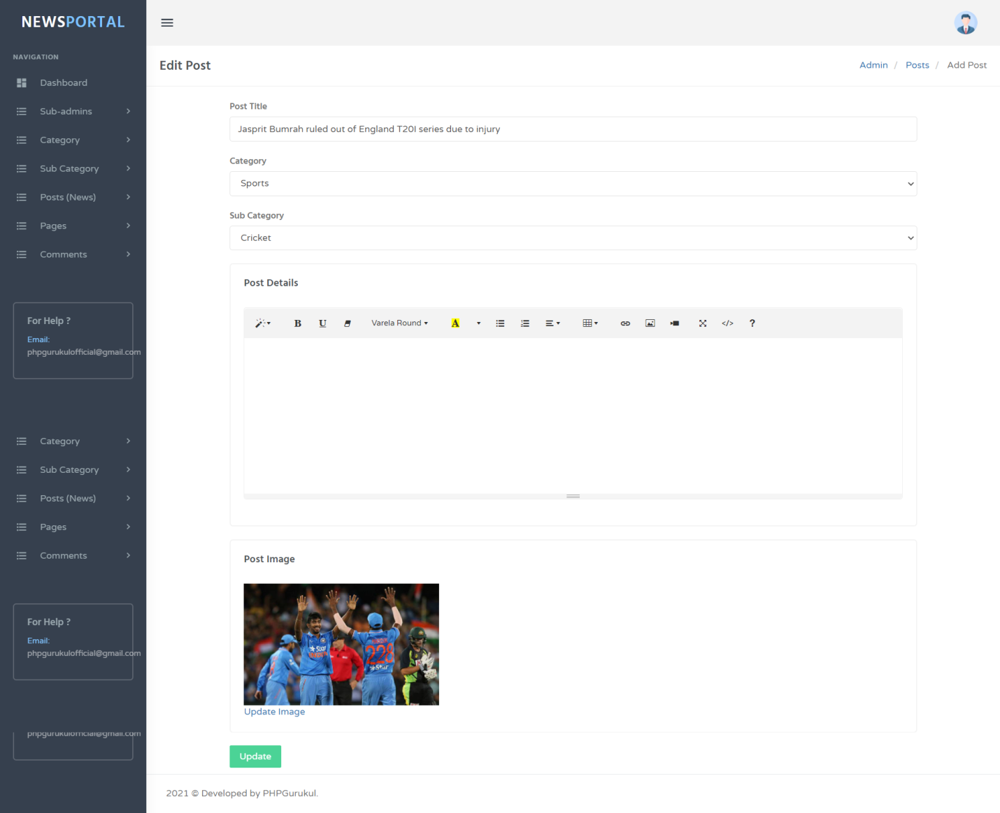 NEWSPORTAL
NAVIGATION
Dashboard
Sub-admins
Category
Sub Category
Posts (News)
Pages
Comments
For Help ?
Email:
phpgurukulofficial@gmail.com
Category
Sub Category
Posts (News)
Pages
Comments
For Help ?
Email:
phpgurukulofficial@gmail.com
phpgurukulofficial@gmail.com
Edit Post
Admin / Posts / Add Post
Post Title
Jasprit Bumrah ruled out of England T20I series due to injury
Category
Sports
Sub Category
Cricket
Post Details
B U Varela Round A </> ?
Post Image
Star
228
Star
Update Image
Update
2021 © Developed by PHPGurukul.